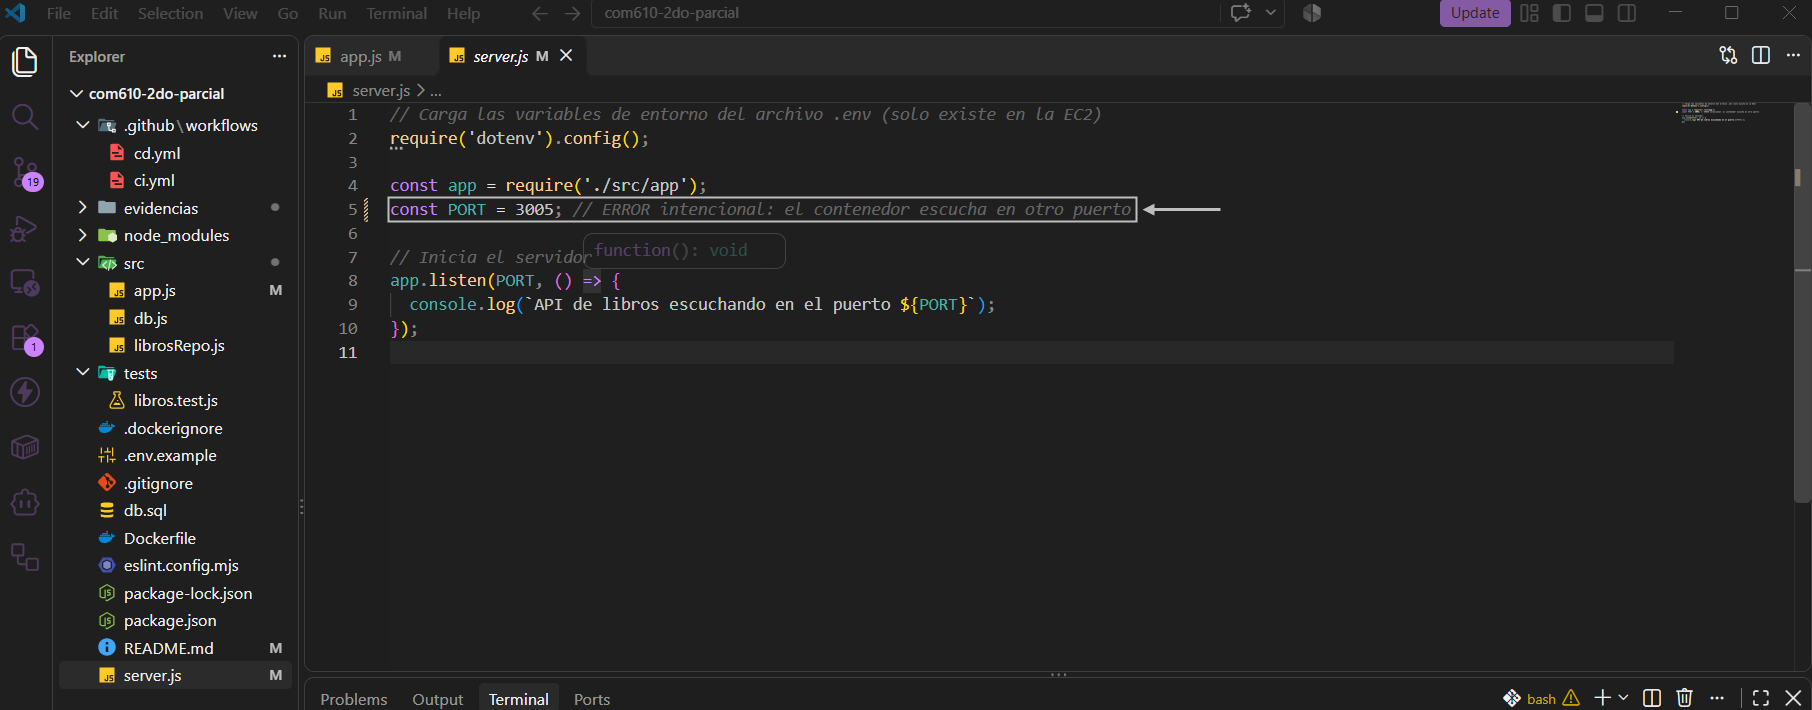 File Edit Selection View Go Run Terminal Help com610-2do-parcial Update
Explorer
com610-2do-parcial
.github\workflows
cd.yml
ci.yml
evidencias
node_modules
src
app.js M
db.js
librosRepo.js
tests
libros.test.js
.dockerignore
.env.example
.gitignore
db.sql
Dockerfile
eslint.config.mjs
package-lock.json
package.json
README.md M
server.js M
19
1
app.js M server.js M
server.js > ...
1 // Carga las variables de entorno del archivo .env (solo existe en la EC2)
2 require('dotenv').config();
3
4 const app = require('./src/app');
5 const PORT = 3005; // ERROR intencional: el contenedor escucha en otro puerto
6
7 // Inicia el servidor
function(): void
8 app.listen(PORT, () => {
9 console.log(`API de libros escuchando en el puerto ${PORT}`);
10 });
11
Problems Output Terminal Ports bash